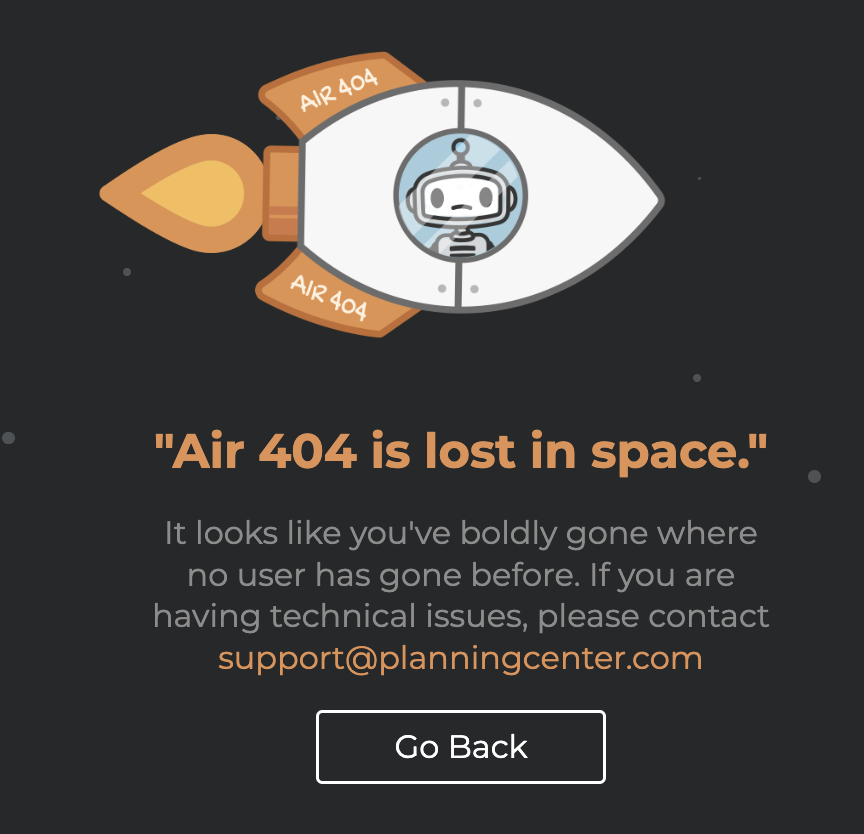 AIR 404
AIR 404
"Air 404 is lost in space."
It looks like you've boldly gone where
no user has gone before. If you are
having technical issues, please contact
support@planningcenter.com
Go Back